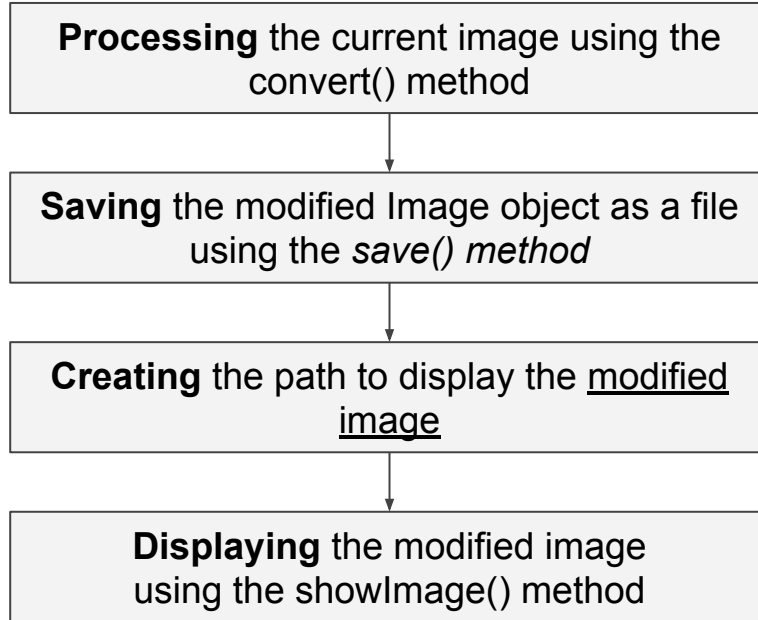 Processing the current image using the
convert() method
Saving the modified Image object as a file
using the save() method
Creating the path to display the modified
image
Displaying the modified image
using the showImage() method